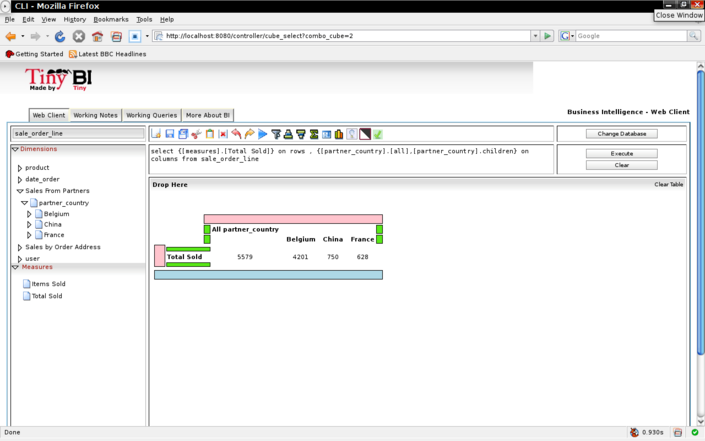 CLI - Mozilla Firefox
Close Window
File Edit View History Bookmarks Tools Help
http://localhost:8080/controller/cube_select?combo_cube=2
Google
Getting Started Latest BBC Headlines
Tiny BI
Made by Tiny
Web Client Working Notes Working Queries More About BI
Business Intelligence - Web Client
sale_order_line
Change Database
Dimensions
select {[measures].[Total Sold]} on rows , {[partner_country].[all],[partner_country].children} on
columns from sale_order_line
Execute
Clear
product
date_order
Sales From Partners
partner_country
Belgium
China
France
Sales by Order Address
user
Measures
Items Sold
Total Sold
Drop Here
Clear Table
All partner_country
Belgium China France
Total Sold 5579 4201 750 628
Done
0.930s